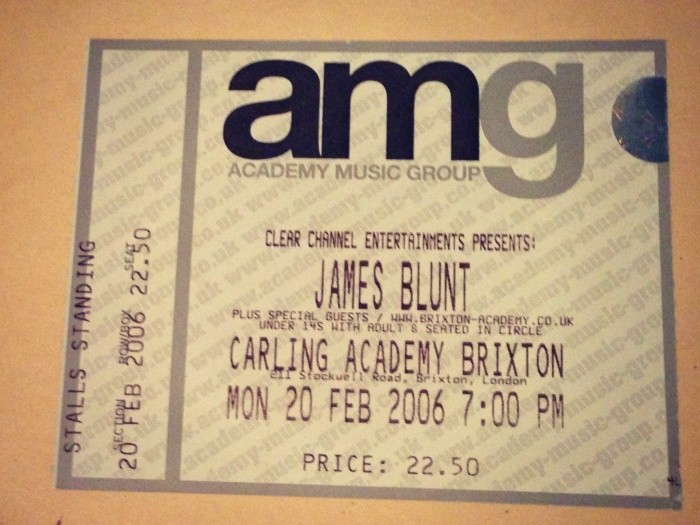 amg
ACADEMY MUSIC GROUP
CLEAR CHANNEL ENTERTAINMENTS PRESENTS:
JAMES BLUNT
PLUS SPECIAL GUESTS / WWW.BRIXTON-ACADEMY.CO.UK
UNDER 14S WITH ADULT & SEATED IN CIRCLE
CARLING ACADEMY BRIXTON
211 Stockwell Road, Brixton, London
MON 20 FEB 2006 7:00 PM
PRICE: 22.50
STALLS STANDING
SECTION ROW/BOX SEAT
20 FEB 2006 22.50